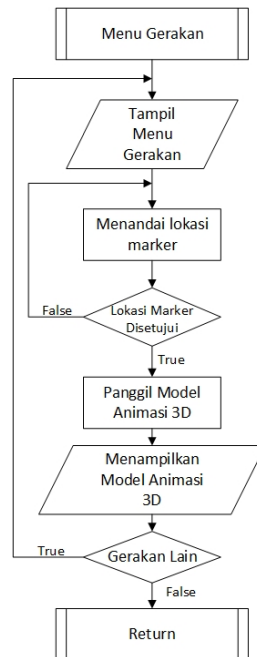 Menu Gerakan
Tampil
Menu
Gerakan
Menandai lokasi
marker
Lokasi Marker
Disetujui
False
True
Panggil Model
Animasi 3D
Menampilkan
Model Animasi
3D
Gerakan Lain
True
False
Return